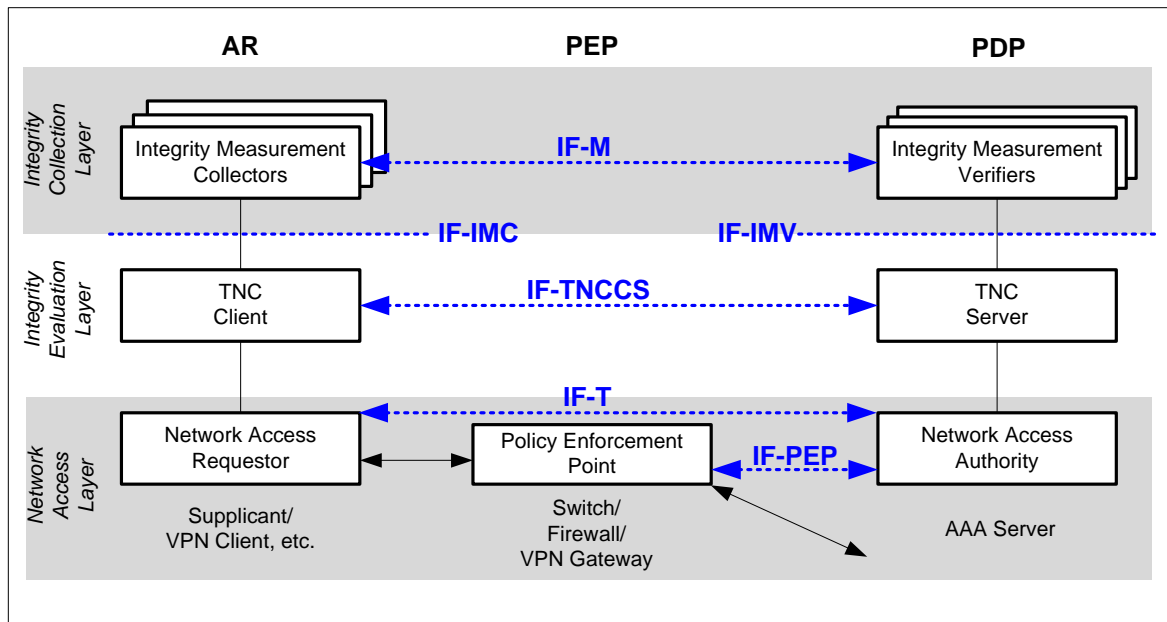 AR
PEP
PDP
Integrity
Collection
Layer
Integrity Measurement
Collectors
IF-M
Integrity Measurement
Verifiers
IF-IMC
IF-IMV
Integrity
Evaluation
Layer
TNC
Client
IF-TNCCS
TNC
Server
Network
Access
Layer
IF-T
Network Access
Requestor
Policy Enforcement
Point
IF-PEP
Network Access
Authority
Supplicant/
VPN Client, etc.
Switch/
Firewall/
VPN Gateway
AAA Server